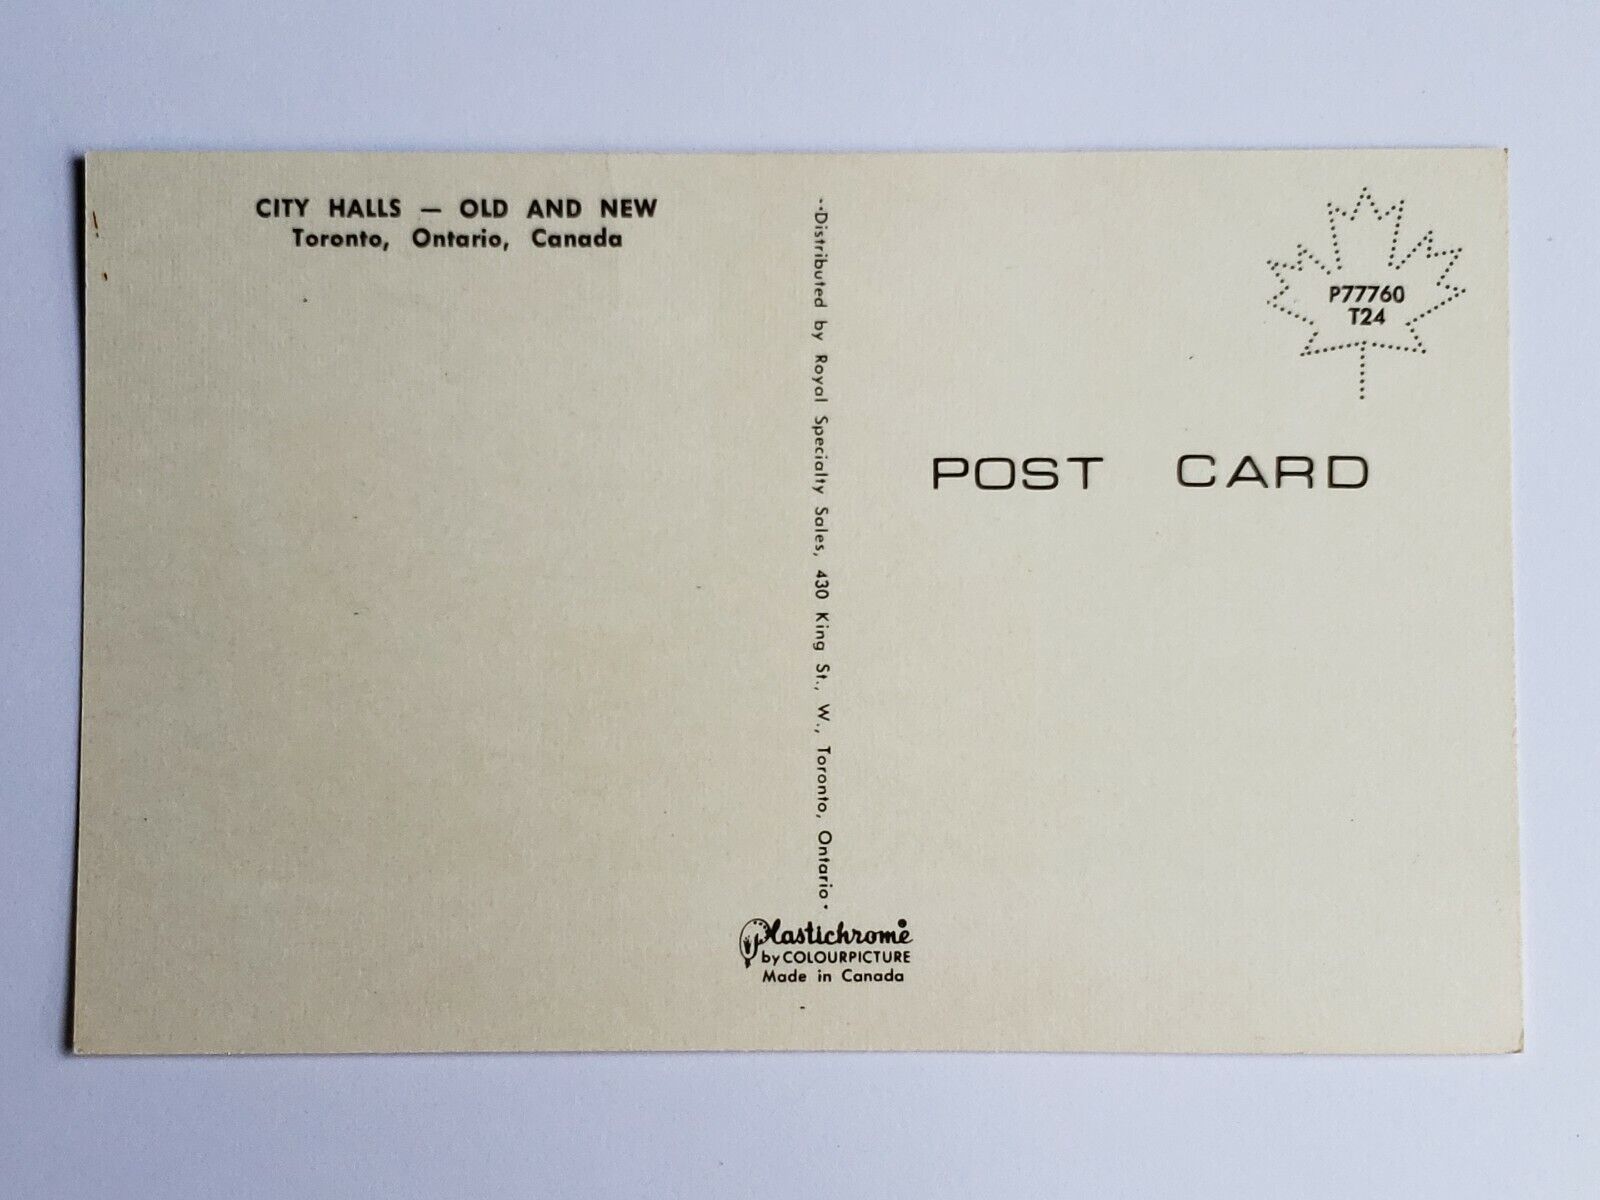 CITY HALLS — OLD AND NEW
Toronto, Ontario, Canada
--Distributed by Royal Specialty Sales, 430 King St., W., Toronto, Ontario.
P77760
T24
POST CARD
Plastichrome
by COLOURPICTURE
Made in Canada